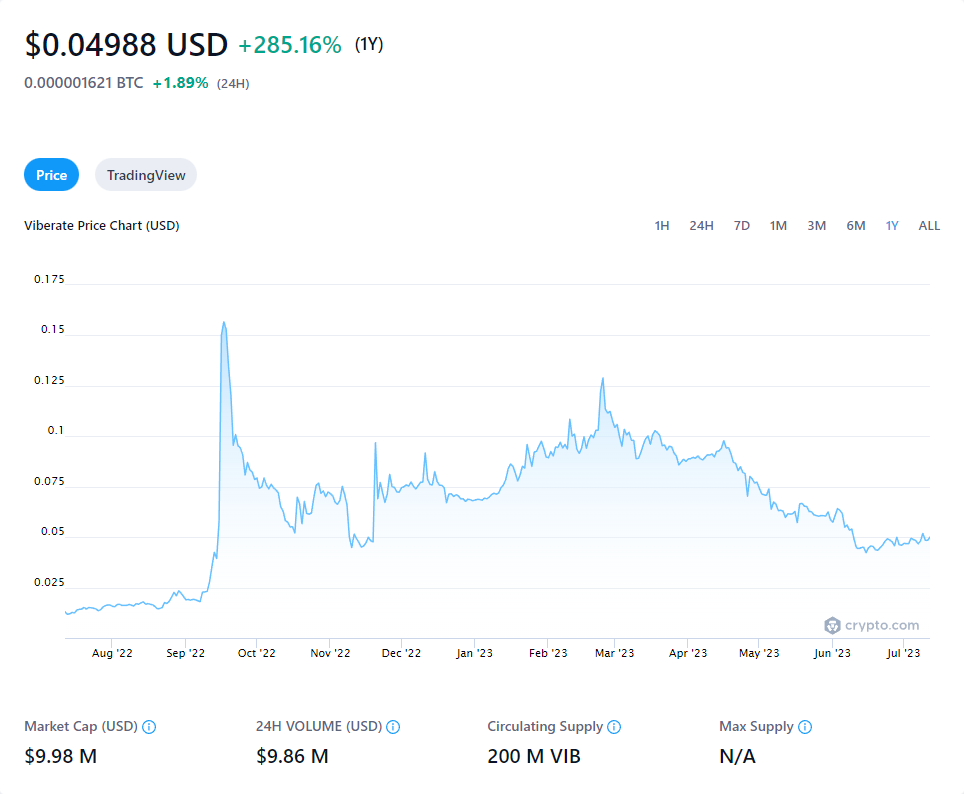 $0.04988 USD +285.16% (1Y)
0.000001621 BTC +1.89% (24H)
Price TradingView
Viberate Price Chart (USD) 1H 24H 7D 1M 3M 6M 1Y ALL
0.175
0.15
0.125
0.1
0.075
0.05
0.025
crypto.com
Aug '22 Sep '22 Oct '22 Nov '22 Dec '22 Jan '23 Feb '23 Mar '23 Apr '23 May '23 Jun '23 Jul '23
Market Cap (USD) 24H VOLUME (USD) Circulating Supply Max Supply
$9.98 M $9.86 M 200 M VIB N/A